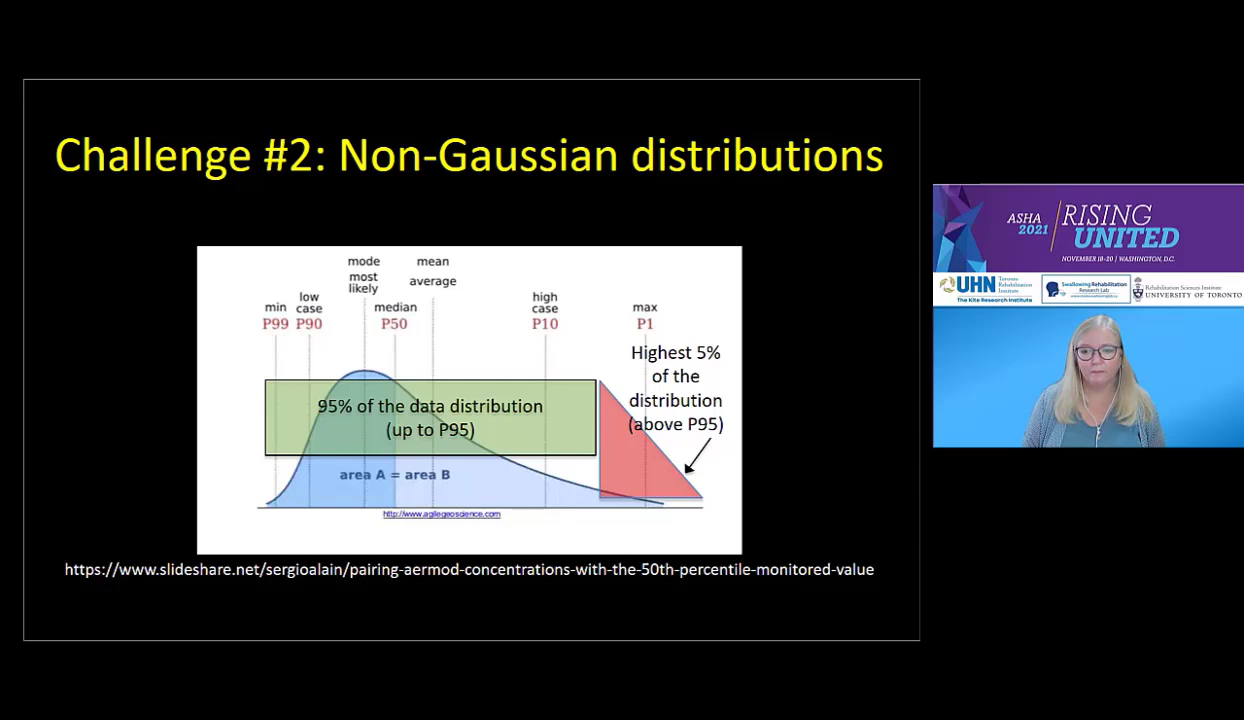 Challenge #2: Non-Gaussian distributions
mode
most
likely
mean
average
min
P99
low
case
P90
median
P50
high
case
P10
max
P1
Highest 5%
of the
distribution
(above P95)
95% of the data distribution
(up to P95)
area A = area B
http://www.agilegeoscience.com
https://www.slideshare.net/sergioalain/pairing-aermod-concentrations-with-the-50th-percentile-monitored-value
ASHA
2021
RISING
UNITED
NOVEMBER 18-20 | WASHINGTON, D.C.
UHN
Toronto
Rehabilitation
Institute
The Kite Research Institute
Swallowing Rehabilitation
Research Lab
Rehabilitation Sciences Institute
UNIVERSITY OF TORONTO